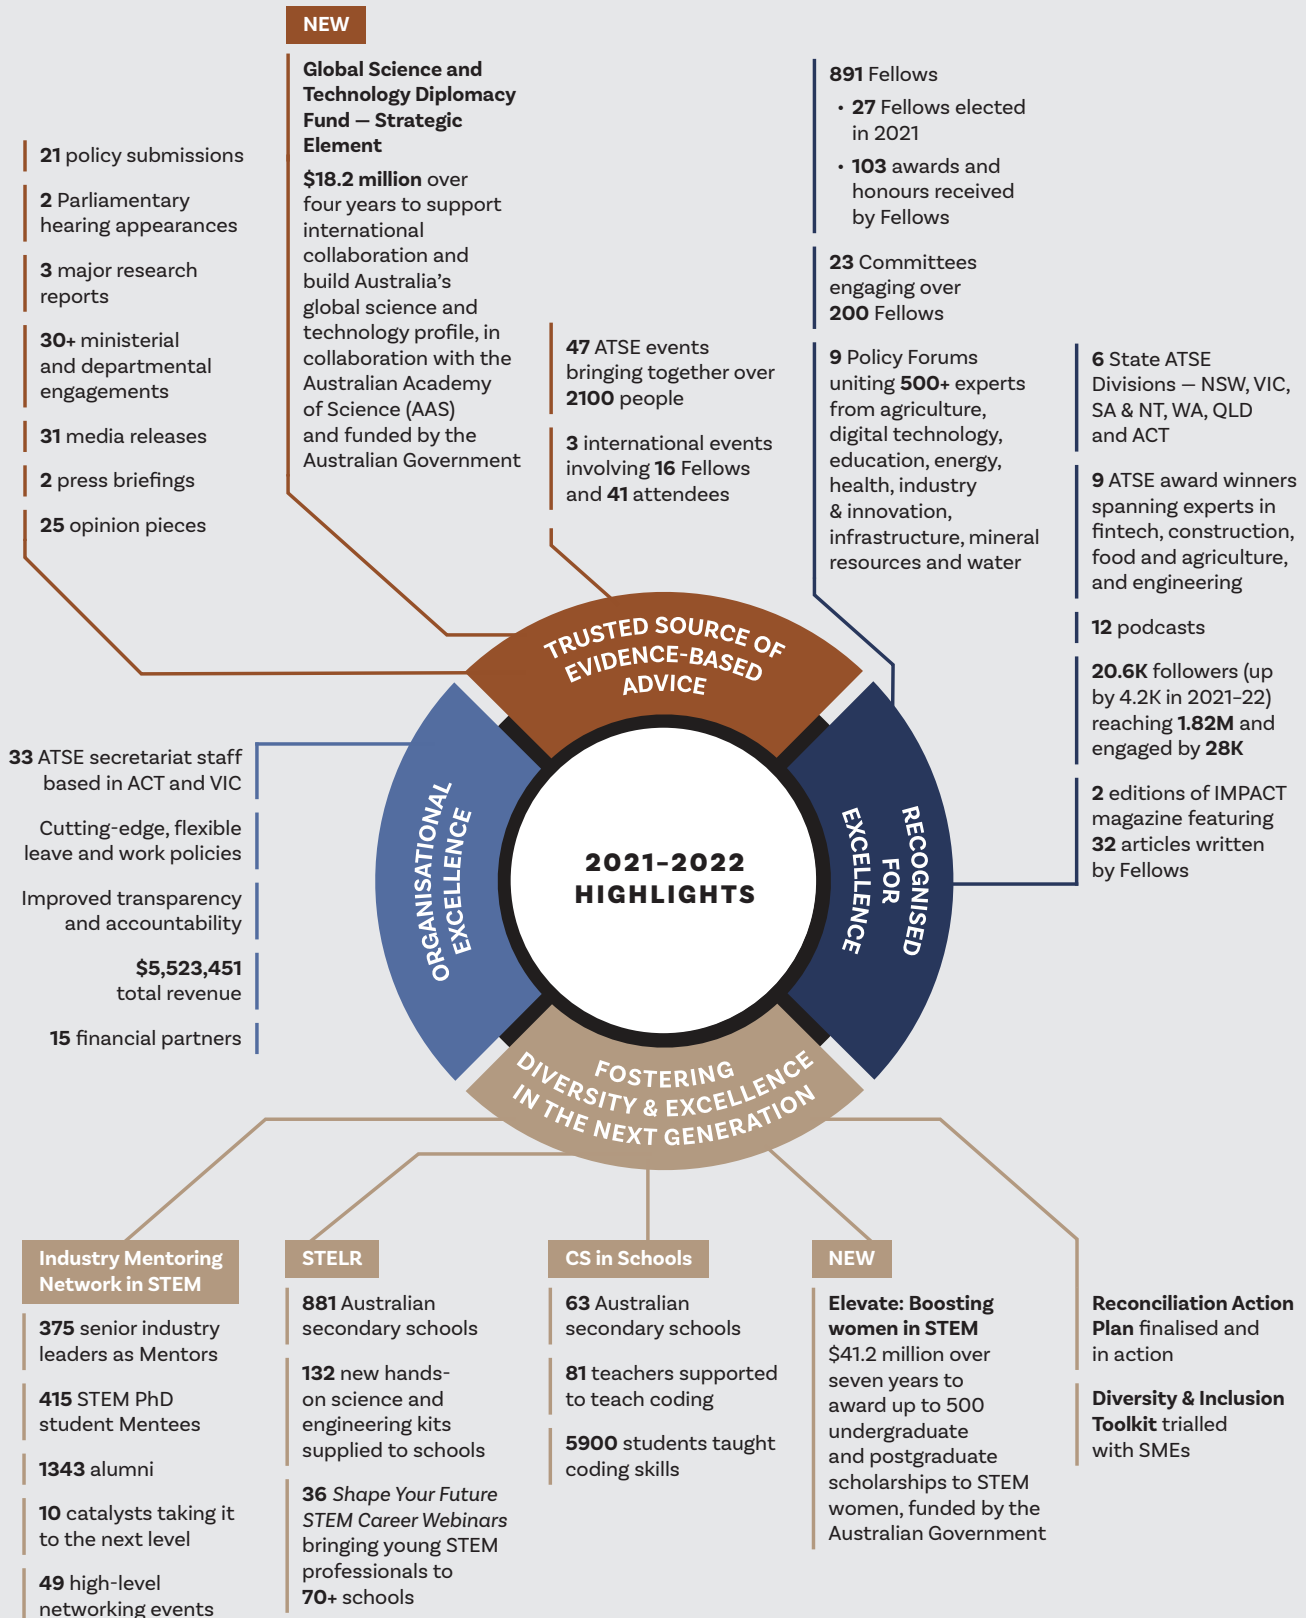 NEW
Global Science and
Technology Diplomacy
Fund — Strategic
Element
$18.2 million over
four years to support
international
collaboration and
build Australia’s
global science and
technology profile, in
collaboration with the
Australian Academy
of Science (AAS)
and funded by the
Australian Government
21 policy submissions
2 Parliamentary
hearing appearances
3 major research
reports
30+ ministerial
and departmental
engagements
31 media releases
2 press briefings
25 opinion pieces
47 ATSE events
bringing together over
2100 people
3 international events
involving 16 Fellows
and 41 attendees
891 Fellows
• 27 Fellows elected
in 2021
• 103 awards and
honours received
by Fellows
23 Committees
engaging over
200 Fellows
9 Policy Forums
uniting 500+ experts
from agriculture,
digital technology,
education, energy,
health, industry
& innovation,
infrastructure, mineral
resources and water
6 State ATSE
Divisions — NSW, VIC,
SA & NT, WA, QLD
and ACT
9 ATSE award winners
spanning experts in
fintech, construction,
food and agriculture,
and engineering
12 podcasts
20.6K followers (up
by 4.2K in 2021–22)
reaching 1.82M and
engaged by 28K
2 editions of IMPACT
magazine featuring
32 articles written
by Fellows
TRUSTED SOURCE OF
EVIDENCE-BASED
ADVICE
RECOGNISED
FOR
EXCELLENCE
2021–2022
HIGHLIGHTS
ORGANISATIONAL
EXCELLENCE
33 ATSE secretariat staff
based in ACT and VIC
Cutting-edge, flexible
leave and work policies
Improved transparency
and accountability
$5,523,451
total revenue
15 financial partners
FOSTERING
DIVERSITY & EXCELLENCE
IN THE NEXT GENERATION
Industry Mentoring
Network in STEM
375 senior industry
leaders as Mentors
415 STEM PhD
student Mentees
1343 alumni
10 catalysts taking it
to the next level
49 high-level
networking events
STELR
881 Australian
secondary schools
132 new hands-
on science and
engineering kits
supplied to schools
36 Shape Your Future
STEM Career Webinars
bringing young STEM
professionals to
70+ schools
CS in Schools
63 Australian
secondary schools
81 teachers supported
to teach coding
5900 students taught
coding skills
NEW
Elevate: Boosting
women in STEM
$41.2 million over
seven years to
award up to 500
undergraduate
and postgraduate
scholarships to STEM
women, funded by the
Australian Government
Reconciliation Action
Plan finalised and
in action
Diversity & Inclusion
Toolkit trialled
with SMEs